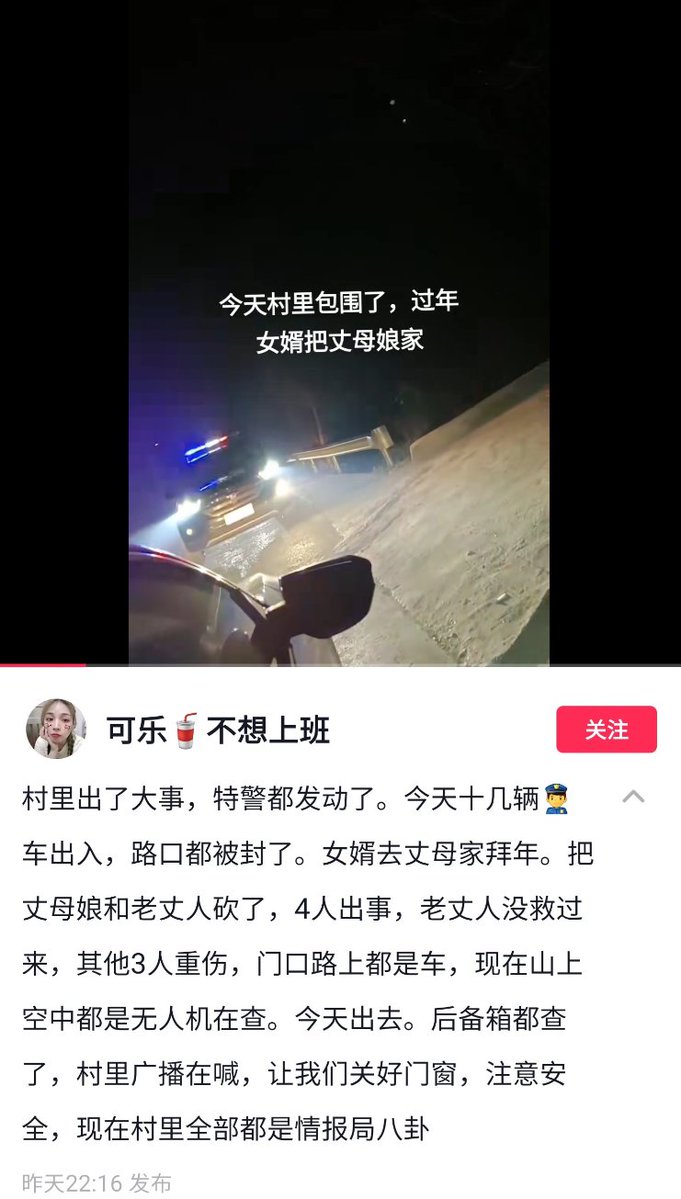 今天村里包围了，过年
女婿把丈母娘家
可乐🥤不想上班
关注
村里出了大事，特警都发动了。今天十几辆👮‍♂️
车出入，路口都被封了。女婿去丈母家拜年。把
丈母娘和老丈人砍了，4人出事，老丈人没救过
来，其他3人重伤，门口路上都是车，现在山上
空中都是无人机在查。今天出去。后备箱都查
了，村里广播在喊，让我们关好门窗，注意安
全，现在村里全部都是情报局八卦
昨天22:16 发布